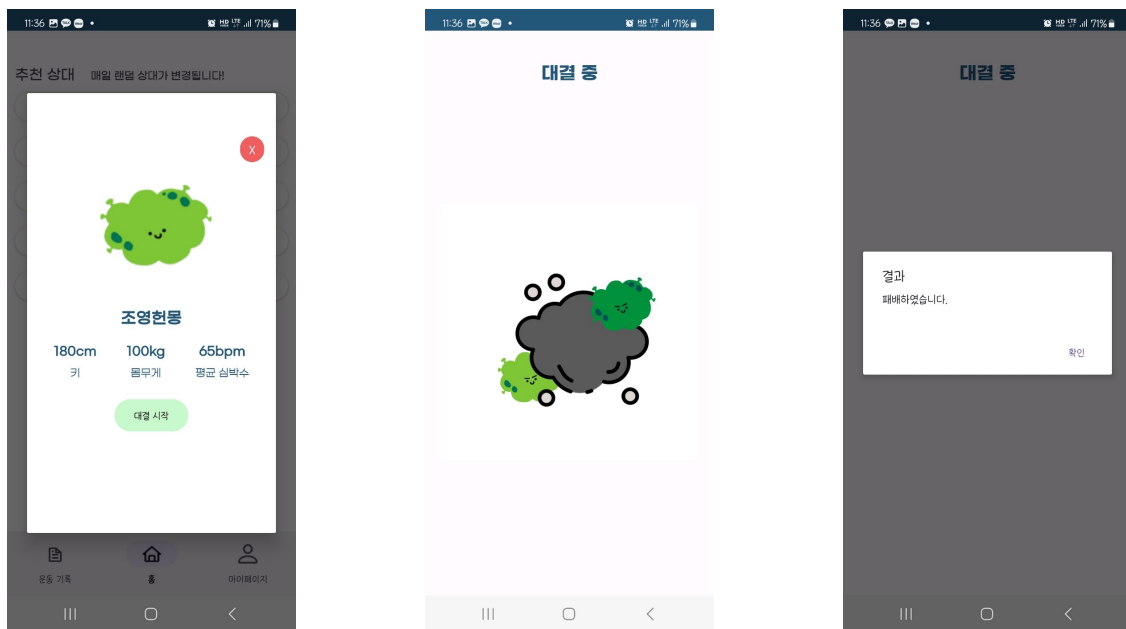 11:36
71%
추천 상대 매일 랜덤 상대가 변경됩니다!
X
조영헌몽
180cm 100kg 65bpm
키 몸무게 평균 심박수
대결 시작
운동 기록 홈 마이페이지
11:36
71%
대결 중
11:36
71%
대결 중
결과
패배하였습니다.
확인